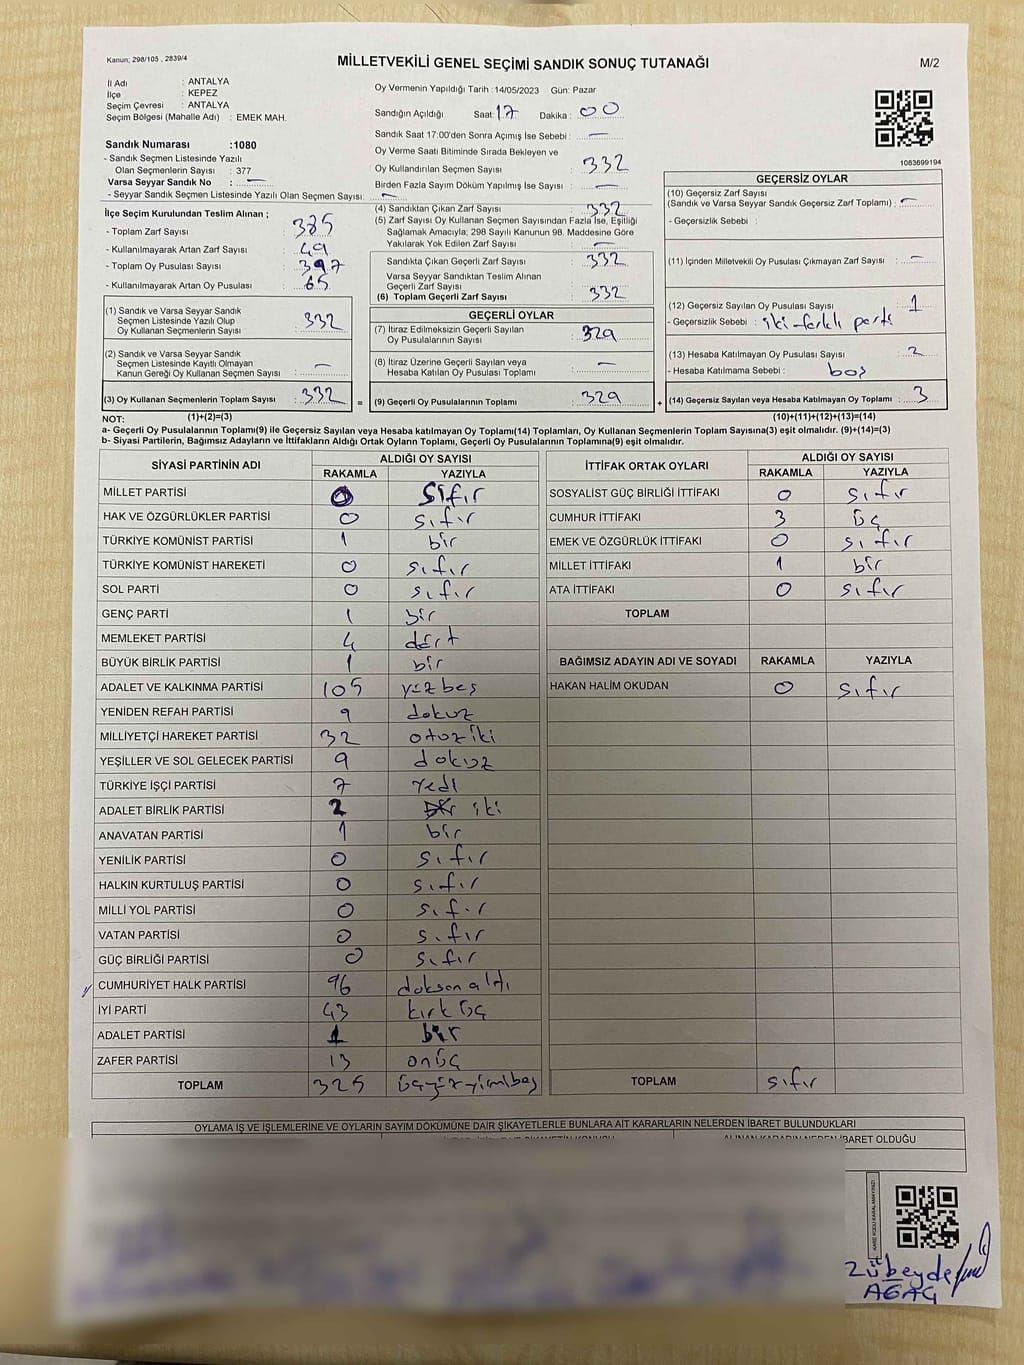 Kanun; 298/105 , 2839/4
MİLLETVEKİLİ GENEL SEÇİMİ SANDIK SONUÇ TUTANAĞI
M/2
İl Adı : ANTALYA
İlçe : KEPEZ
Seçim Çevresi : ANTALYA
Seçim Bölgesi (Mahalle Adı) : EMEK MAH.
Sandık Numarası :1080
- Sandık Seçmen Listesinde Yazılı
Olan Seçmenlerin Sayısı : 377
Varsa Seyyar Sandık No : —
- Seyyar Sandık Seçmen Listesinde Yazılı Olan Seçmen Sayısı: —
İlçe Seçim Kurulundan Teslim Alınan ;
- Toplam Zarf Sayısı : 385
- Kullanılmayarak Artan Zarf Sayısı : 49
- Toplam Oy Pusulası Sayısı : 397
- Kullanılmayarak Artan Oy Pusulası : 65
(1) Sandık ve Varsa Seyyar Sandık
Seçmen Listesinde Yazılı Olup
Oy Kullanan Seçmenlerin Sayısı : 332
(2) Sandık ve Varsa Seyyar Sandık
Seçmen Listesinde Kayıtlı Olmayan
Kanun Gereği Oy Kullanan Seçmen Sayısı : —
(3) Oy Kullanan Seçmenlerin Toplam Sayısı : 332
Oy Vermenin Yapıldığı Tarih :14/05/2023 Gün: Pazar
Sandığın Açıldığı Saat: 17 Dakika : 00
Sandık Saat 17:00'den Sonra Açımış İse Sebebi : —
Oy Verme Saati Bitiminde Sırada Bekleyen ve
Oy Kullandırılan Seçmen Sayısı : 332
Birden Fazla Sayım Döküm Yapılmış İse Sayısı : —
(4) Sandıktan Çıkan Zarf Sayısı : 332
(5) Zarf Sayısı Oy Kullanan Seçmen Sayısından Fazla İse, Eşitliği
Sağlamak Amacıyla; 298 Sayılı Kanunun 98. Maddesine Göre
Yakılarak Yok Edilen Zarf Sayısı : —
Sandıkta Çıkan Geçerli Zarf Sayısı : 332
Varsa Seyyar Sandıktan Teslim Alınan
Geçerli Zarf Sayısı :
(6) Toplam Geçerli Zarf Sayısı : 332
GEÇERLİ OYLAR
(7) İtiraz Edilmeksizin Geçerli Sayılan
Oy Pusulalarının Sayısı : 329
(8) İtiraz Üzerine Geçerli Sayılan veya
Hesaba Katılan Oy Pusulası Toplamı : —
= (9) Geçerli Oy Pusulalarının Toplamı : 329
1083699194
GEÇERSİZ OYLAR
(10) Geçersiz Zarf Sayısı
(Sandık ve Varsa Seyyar Sandık Geçersiz Zarf Toplamı) : —
- Geçersizlik Sebebi :
(11) İçinden Milletvekili Oy Pusulası Çıkmayan Zarf Sayısı : —
(12) Geçersiz Sayılan Oy Pusulası Sayısı : 1
- Geçersizlik Sebebi : iki farklı parti
(13) Hesaba Katılmayan Oy Pusulası Sayısı : 2
- Hesaba Katılmama Sebebi : boş
+ (14) Geçersiz Sayılan veya Hesaba Katılmayan Oy Toplamı : 3
NOT: (1)+(2)=(3) (10)+(11)+(12)+(13)=(14)
a- Geçerli Oy Pusulalarının Toplamı(9) ile Geçersiz Sayılan veya Hesaba katılmayan Oy Toplamı(14) Toplamları, Oy Kullanan Seçmenlerin Toplam Sayısına(3) eşit olmalıdır. (9)+(14)=(3)
b- Siyasi Partilerin, Bağımsız Adayların ve İttifakların Aldığı Ortak Oyların Toplamı, Geçerli Oy Pusulalarının Toplamına(9) eşit olmalıdır.
SİYASİ PARTİNİN ADI ALDIĞI OY SAYISI
RAKAMLA YAZIYLA
MİLLET PARTİSİ 0 sıfır
HAK VE ÖZGÜRLÜKLER PARTİSİ 0 sıfır
TÜRKİYE KOMÜNİST PARTİSİ 1 bir
TÜRKİYE KOMÜNİST HAREKETİ 0 sıfır
SOL PARTİ 0 sıfır
GENÇ PARTİ 1 bir
MEMLEKET PARTİSİ 4 dört
BÜYÜK BİRLİK PARTİSİ 1 bir
ADALET VE KALKINMA PARTİSİ 105 yüzbeş
YENİDEN REFAH PARTİSİ 9 dokuz
MİLLİYETÇİ HAREKET PARTİSİ 32 otuziki
YEŞİLLER VE SOL GELECEK PARTİSİ 9 dokuz
TÜRKİYE İŞÇİ PARTİSİ 7 Yedi
ADALET BİRLİK PARTİSİ 2 iki
ANAVATAN PARTİSİ 1 bir
YENİLİK PARTİSİ 0 sıfır
HALKIN KURTULUŞ PARTİSİ 0 sıfır
MİLLİ YOL PARTİSİ 0 sıfır
VATAN PARTİSİ 0 sıfır
GÜÇ BİRLİĞİ PARTİSİ 0 sıfır
CUMHURİYET HALK PARTİSİ 96 doksan altı
İYİ PARTİ 43 kırk üç
ADALET PARTİSİ 1 bir
ZAFER PARTİSİ 13 onüç
TOPLAM 325 üçyüzyirmibeş
İTTİFAK ORTAK OYLARI ALDIĞI OY SAYISI
RAKAMLA YAZIYLA
SOSYALİST GÜÇ BİRLİĞİ İTTİFAKI 0 sıfır
CUMHUR İTTİFAKI 3 üç
EMEK VE ÖZGÜRLÜK İTTİFAKI 0 sıfır
MİLLET İTTİFAKI 1 bir
ATA İTTİFAKI 0 sıfır
TOPLAM
BAĞIMSIZ ADAYIN ADI VE SOYADI RAKAMLA YAZIYLA
HAKAN HALİM OKUDAN 0 sıfır
TOPLAM sıfır
OYLAMA İŞ VE İŞLEMLERİNE VE OYLARIN SAYIM DÖKÜMÜNE DAİR ŞİKAYETLERLE BUNLARA AİT KARARLARIN NELERDEN İBARET BULUNDUKLARI
ALINAN KARARIN NEDEN İBARET OLDUĞU
KARE KODU KARALAMAYINIZ!
Zübeyde
AĞAÇ